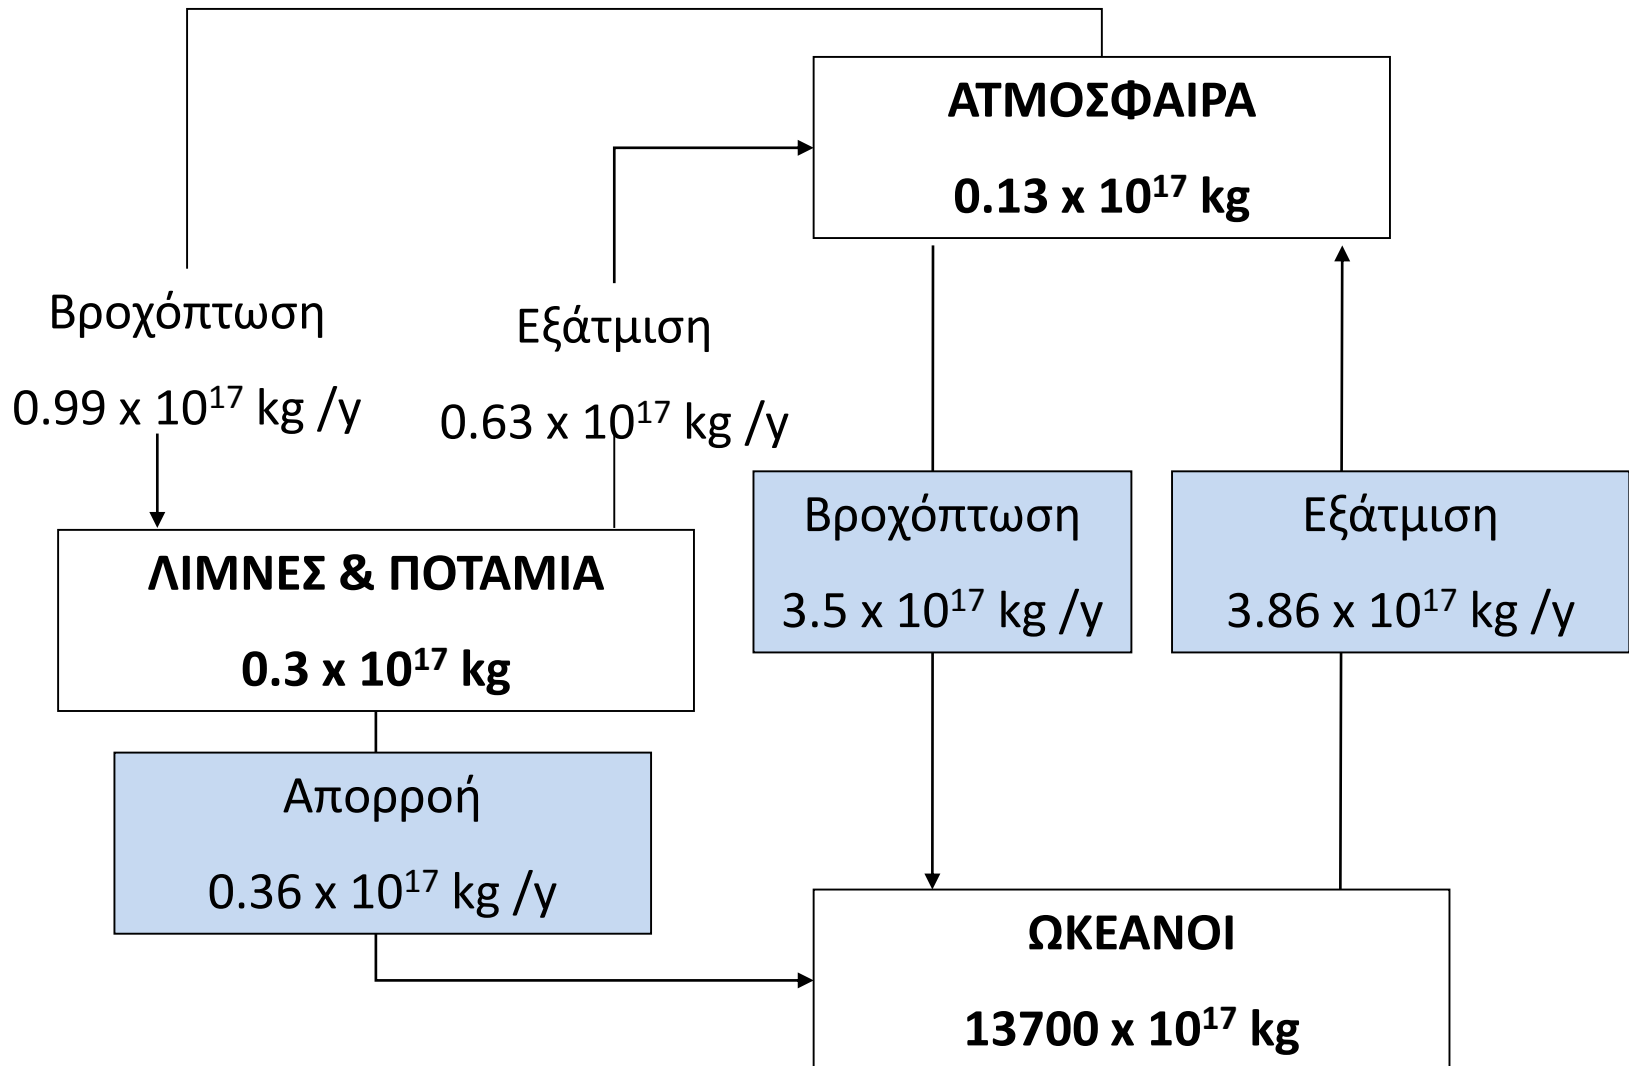 ΑΤΜΟΣΦΑΙΡΑ
0.13 x 10¹⁷ kg
Βροχόπτωση
0.99 x 10¹⁷ kg /y
Εξάτμιση
0.63 x 10¹⁷ kg /y
Βροχόπτωση
3.5 x 10¹⁷ kg /y
Εξάτμιση
3.86 x 10¹⁷ kg /y
ΛΙΜΝΕΣ & ΠΟΤΑΜΙΑ
0.3 x 10¹⁷ kg
Απορροή
0.36 x 10¹⁷ kg /y
ΩΚΕΑΝΟΙ
13700 x 10¹⁷ kg